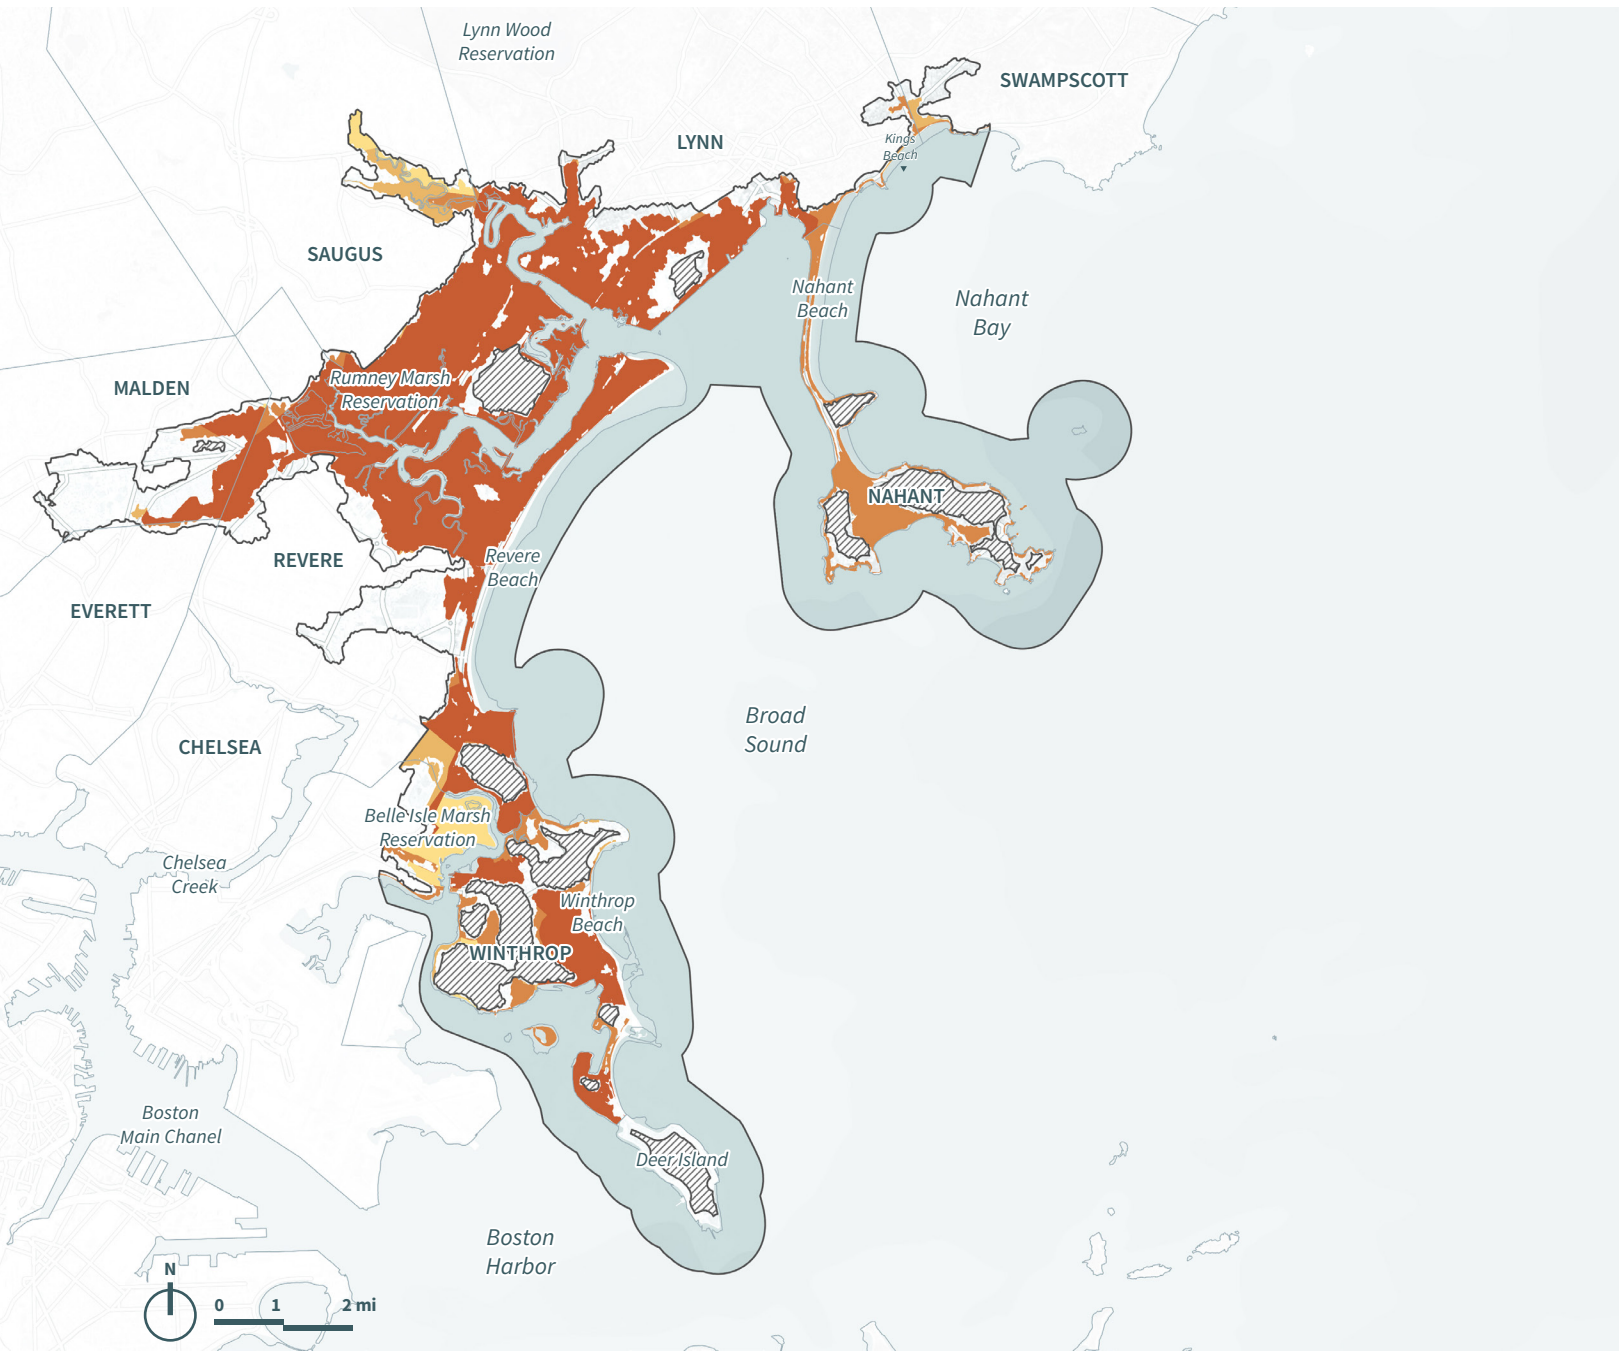 Lynn Wood
Reservation
SWAMPSCOTT
LYNN
Kings
Beach
SAUGUS
Nahant
Beach
Nahant
Bay
MALDEN
Rumney Marsh
Reservation
NAHANT
REVERE
Revere
Beach
EVERETT
Broad
Sound
CHELSEA
Belle Isle Marsh
Reservation
Chelsea
Creek
Winthrop
Beach
WINTHROP
Boston
Main Chanel
Deer Island
Boston
Harbor
N
0 1 2 mi